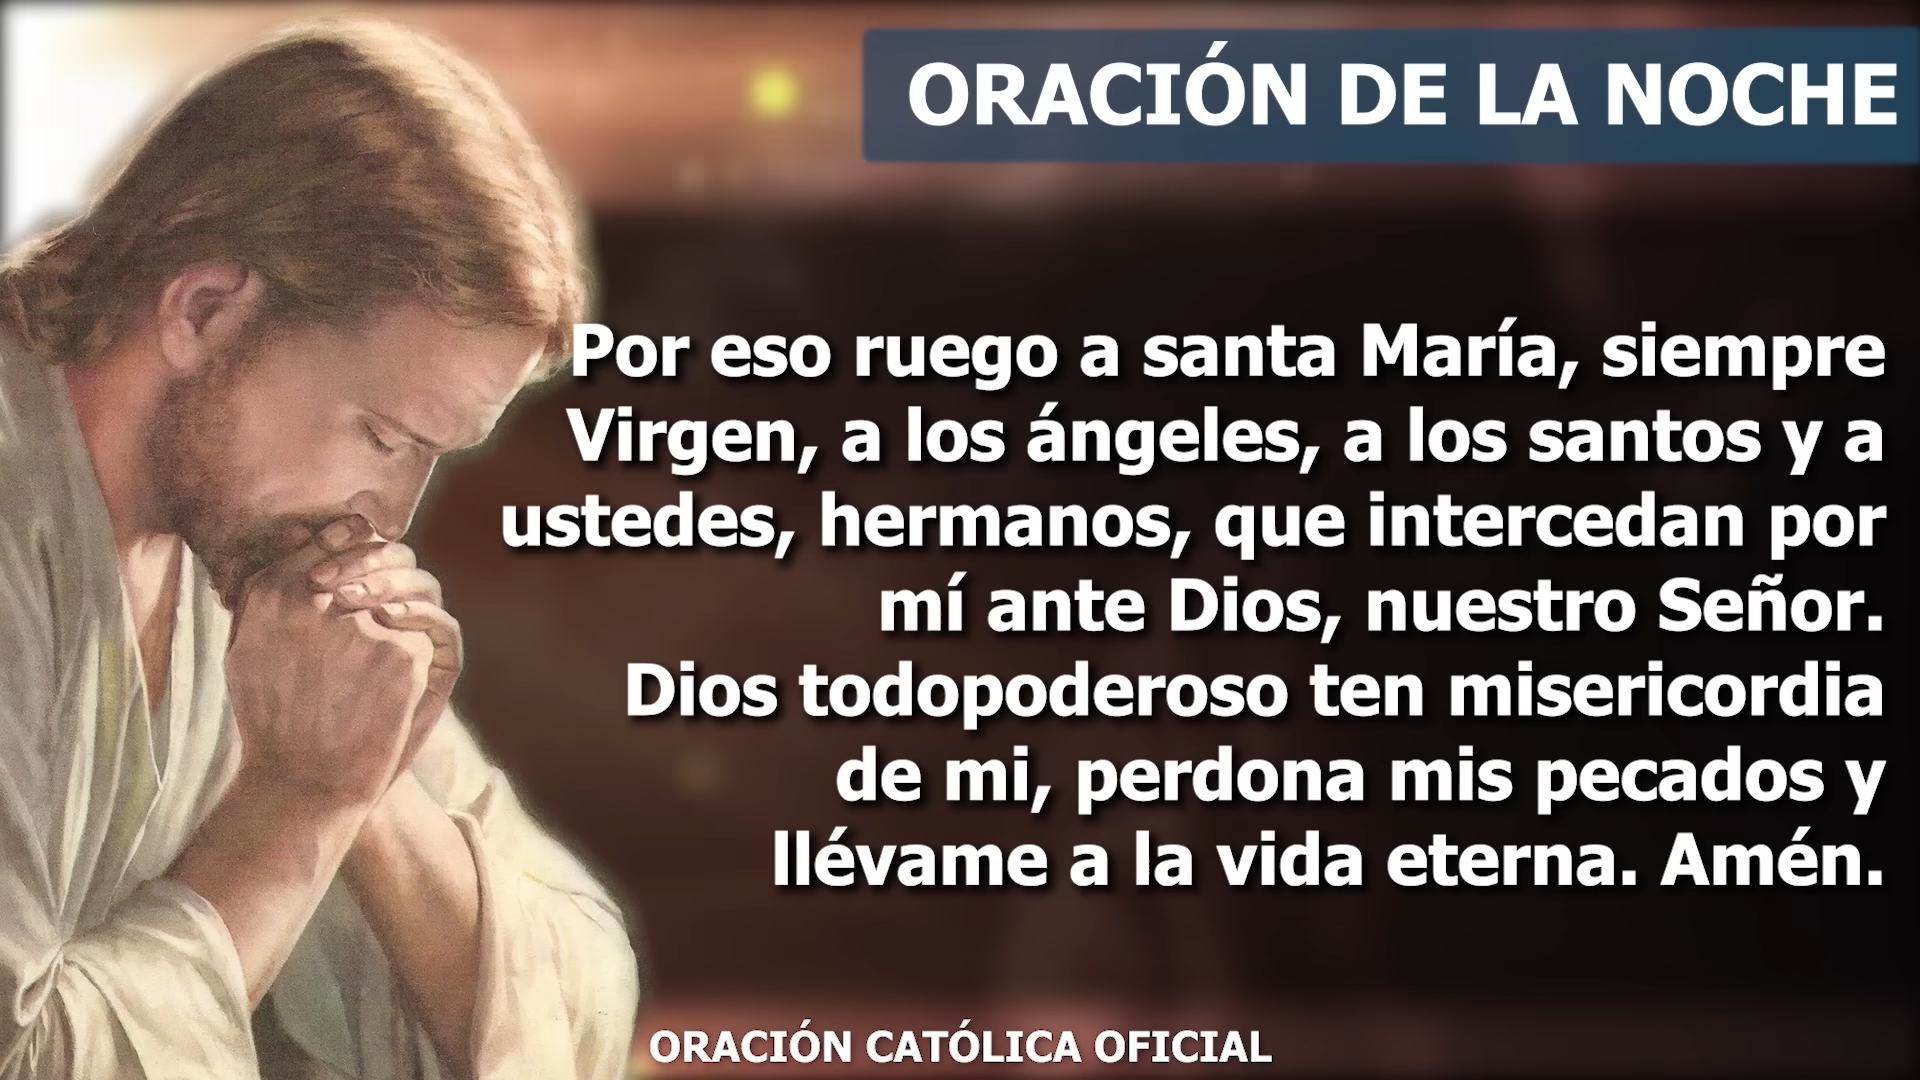 ORACIÓN DE LA NOCHE
Por eso ruego a santa María, siempre
Virgen, a los ángeles, a los santos y a
ustedes, hermanos, que intercedan por
mí ante Dios, nuestro Señor.
Dios todopoderoso ten misericordia
de mi, perdona mis pecados y
llévame a la vida eterna. Amén.
ORACIÓN CATÓLICA OFICIAL